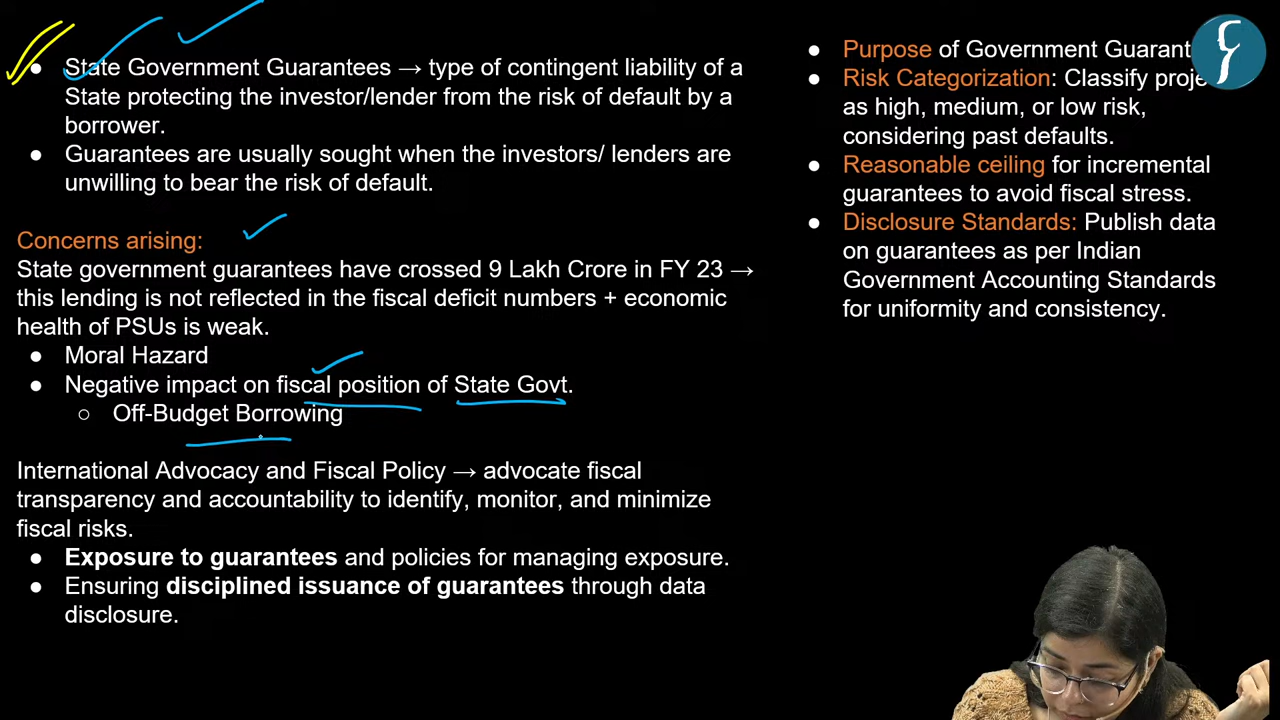 ● State Government Guarantees → type of contingent liability of a
State protecting the investor/lender from the risk of default by a
borrower.
● Guarantees are usually sought when the investors/ lenders are
unwilling to bear the risk of default.
Concerns arising:
State government guarantees have crossed 9 Lakh Crore in FY 23 →
this lending is not reflected in the fiscal deficit numbers + economic
health of PSUs is weak.
● Moral Hazard
● Negative impact on fiscal position of State Govt.
○ Off-Budget Borrowing
International Advocacy and Fiscal Policy → advocate fiscal
transparency and accountability to identify, monitor, and minimize
fiscal risks.
● Exposure to guarantees and policies for managing exposure.
● Ensuring disciplined issuance of guarantees through data
disclosure.
● Purpose of Government
● Risk Categorization: Classify
as high, medium, or low risk,
considering past defaults.
● Reasonable ceiling for incremental
guarantees to avoid fiscal stress.
● Disclosure Standards: Publish data
on guarantees as per Indian
Government Accounting Standards
for uniformity and consistency.